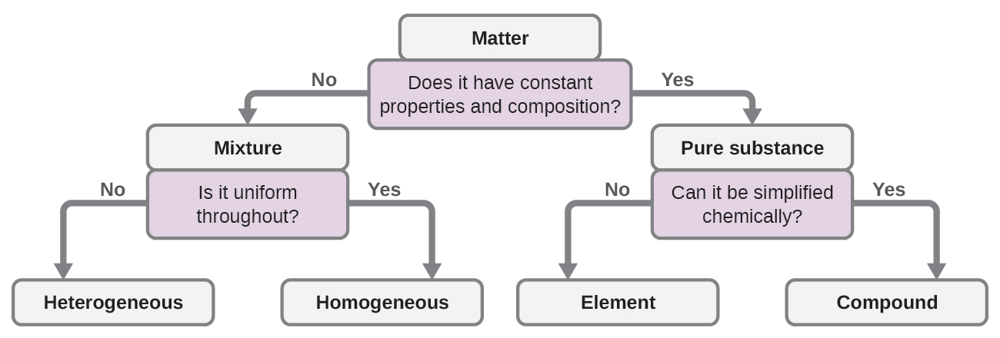 Matter
No
Does it have constant
properties and composition?
Yes
Mixture
Pure substance
No
Is it uniform
throughout?
Yes
No
Can it be simplified
chemically?
Yes
Heterogeneous
Homogeneous
Element
Compound